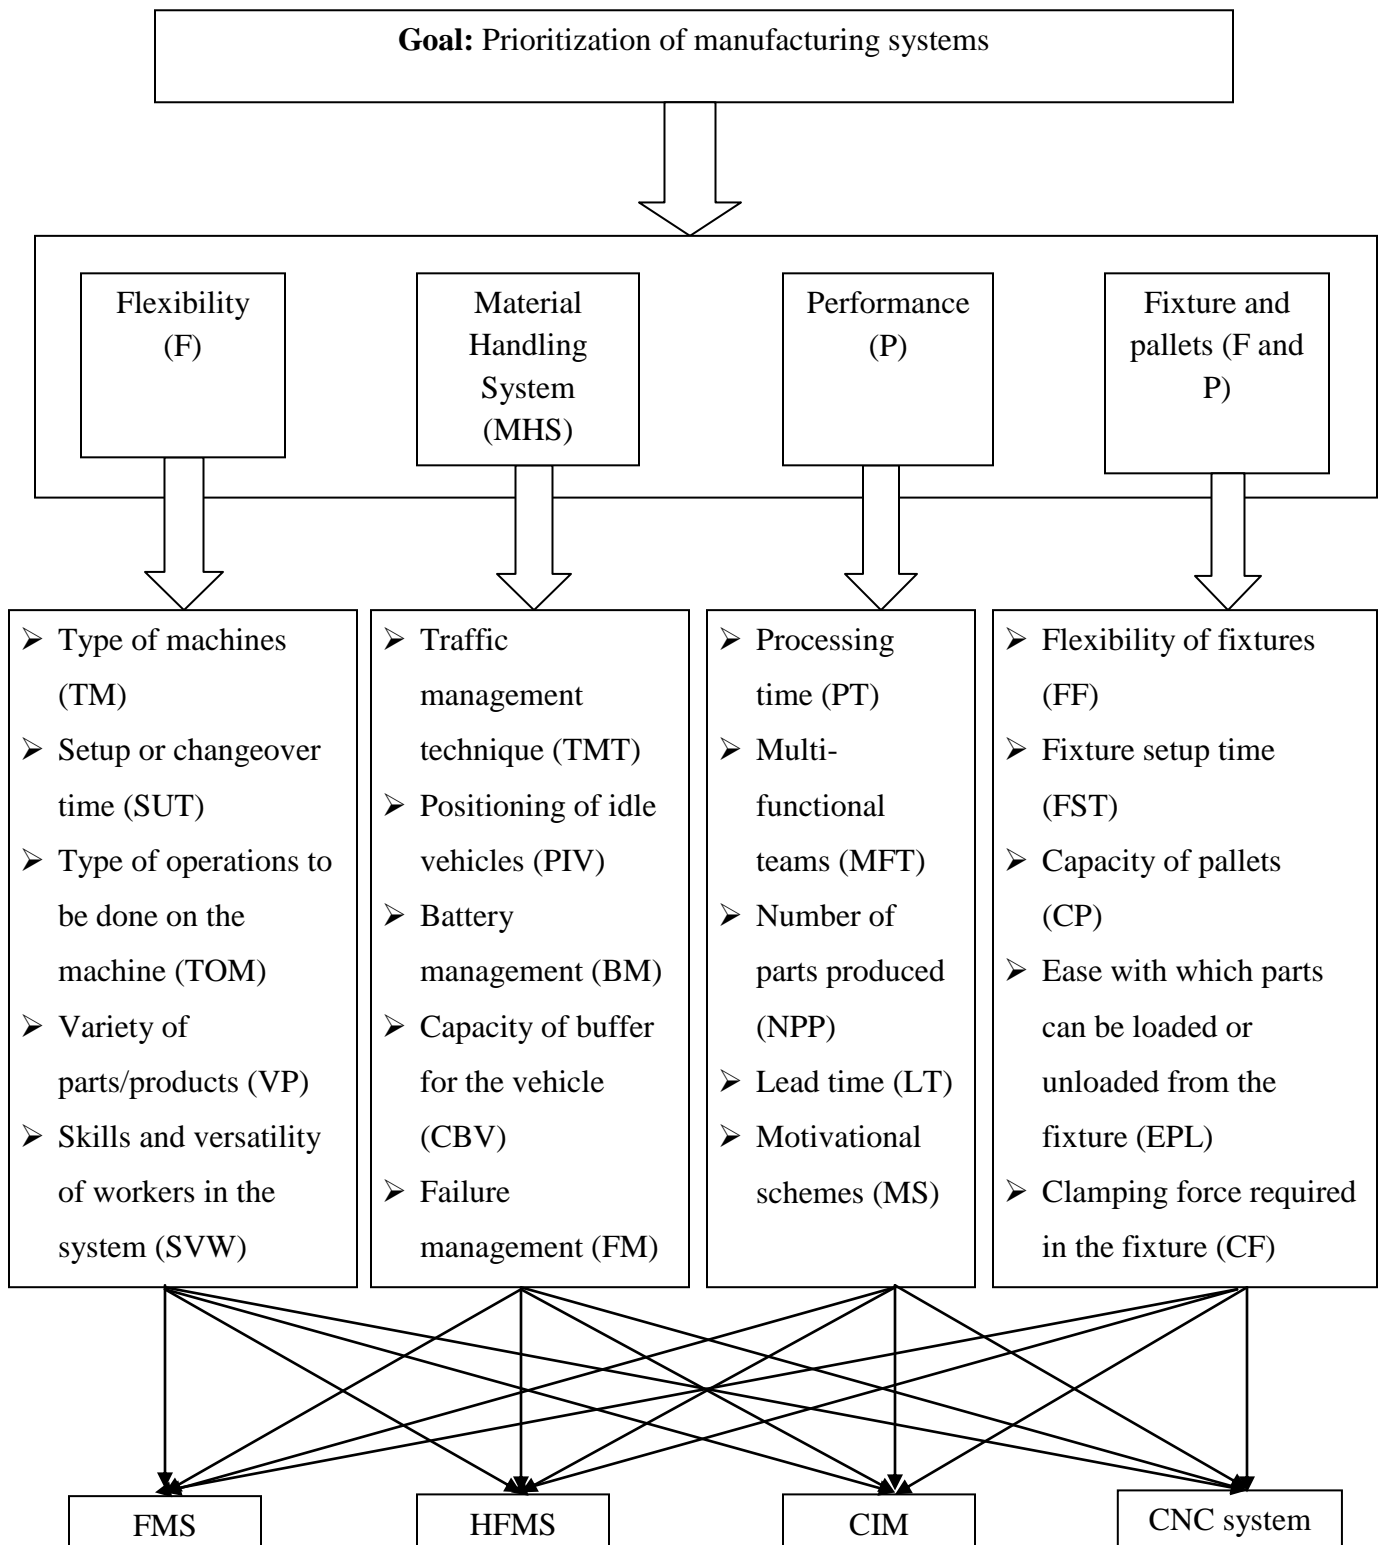 Goal: Prioritization of manufacturing systems
Flexibility
(F)
Material
Handling
System
(MHS)
Performance
(P)
Fixture and
pallets (F and
P)
➢ Type of machines
(TM)
➢ Setup or changeover
time (SUT)
➢ Type of operations to
be done on the
machine (TOM)
➢ Variety of
parts/products (VP)
➢ Skills and versatility
of workers in the
system (SVW)
➢ Traffic
management
technique (TMT)
➢ Positioning of idle
vehicles (PIV)
➢ Battery
management (BM)
➢ Capacity of buffer
for the vehicle
(CBV)
➢ Failure
management (FM)
➢ Processing
time (PT)
➢ Multi-
functional
teams (MFT)
➢ Number of
parts produced
(NPP)
➢ Lead time (LT)
➢ Motivational
schemes (MS)
➢ Flexibility of fixtures
(FF)
➢ Fixture setup time
(FST)
➢ Capacity of pallets
(CP)
➢ Ease with which parts
can be loaded or
unloaded from the
fixture (EPL)
➢ Clamping force required
in the fixture (CF)
FMS
HFMS
CIM
CNC system